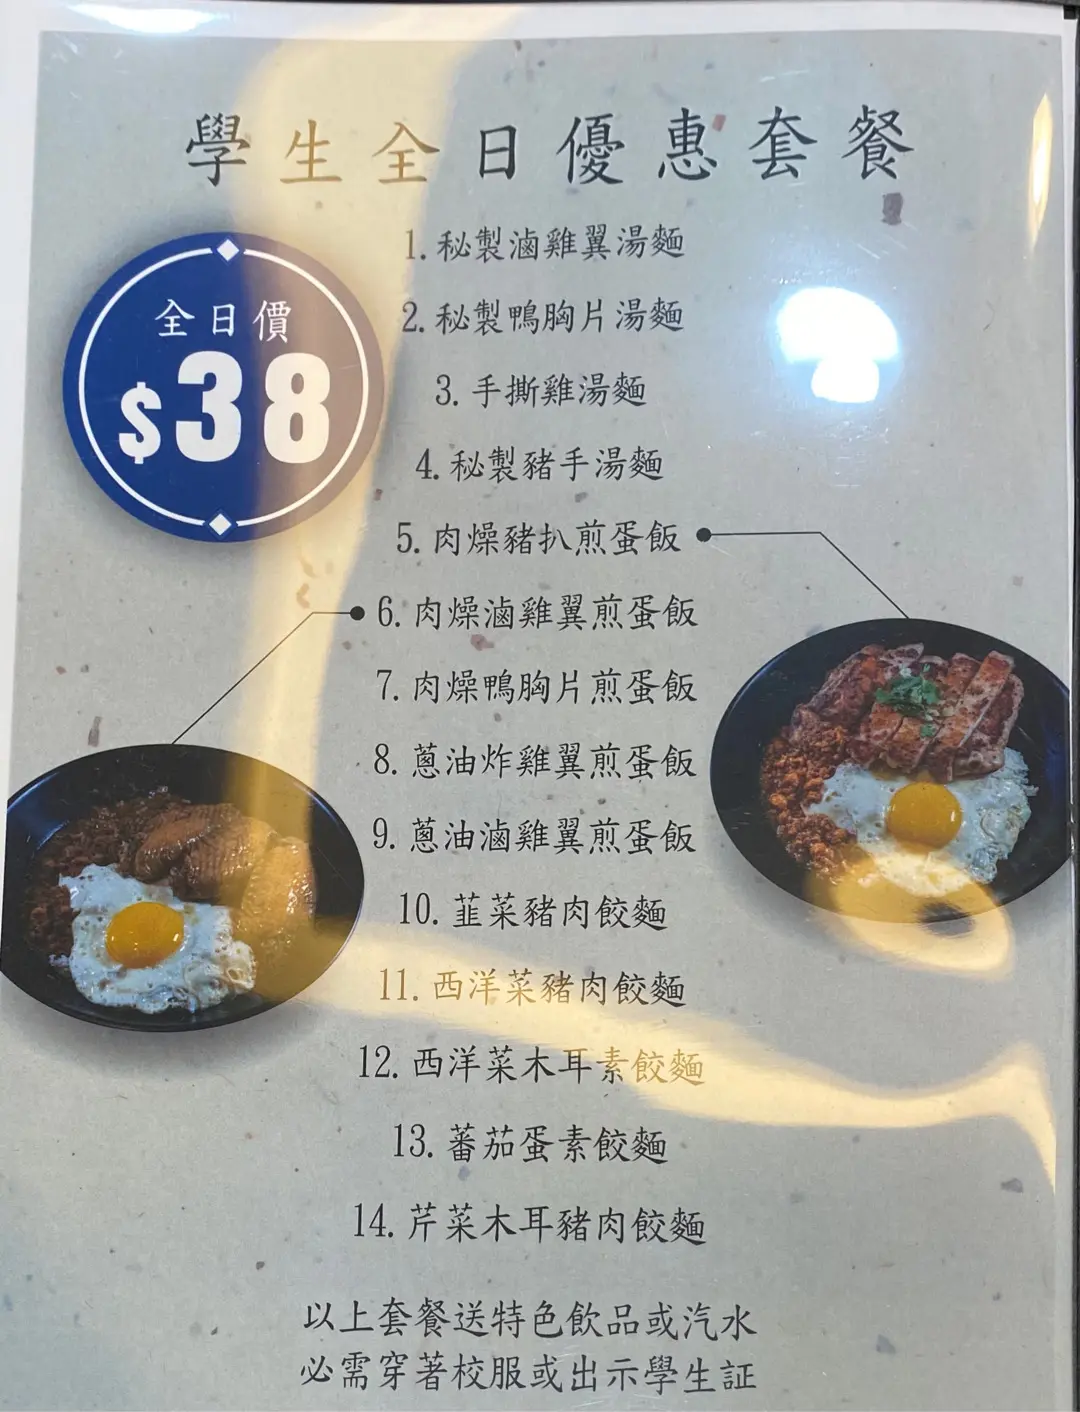 學生全日優惠套餐
全日價
$38
1. 秘製滷雞翼湯麵
2. 秘製鴨胸片湯麵
3. 手撕雞湯麵
4. 秘製豬手湯麵
5. 肉燥豬扒煎蛋飯
6. 肉燥滷雞翼煎蛋飯
7. 肉燥鴨胸片煎蛋飯
8. 蔥油炸雞翼煎蛋飯
9. 蔥油滷雞翼煎蛋飯
10. 韮菜豬肉餃麵
11. 西洋菜豬肉餃麵
12. 西洋菜木耳素餃麵
13. 蕃茄蛋素餃麵
14. 芹菜木耳豬肉餃麵
以上套餐送特色飲品或汽水
必需穿著校服或出示學生証